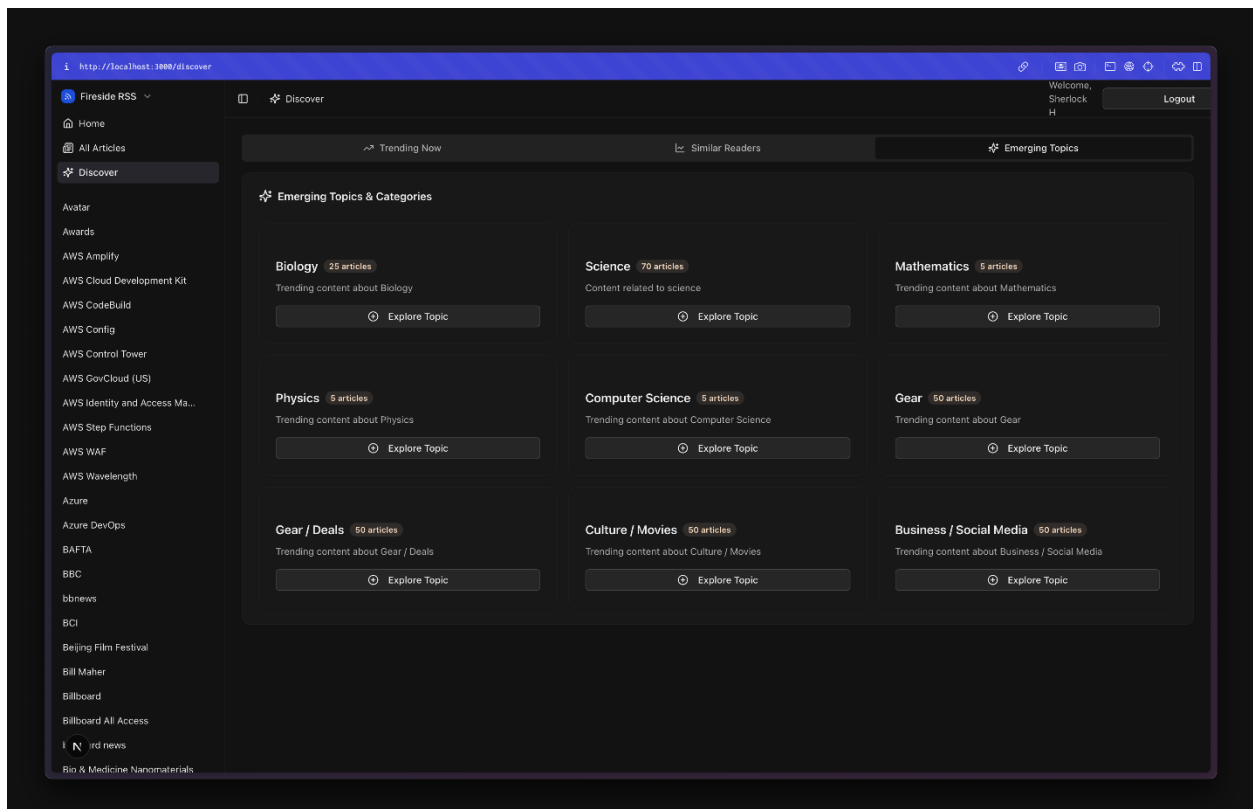 i http://localhost:3000/discover
Fireside RSS
Discover
Welcome,
Sherlock
H
Logout
Home
All Articles
Discover
Avatar
Awards
AWS Amplify
AWS Cloud Development Kit
AWS CodeBuild
AWS Config
AWS Control Tower
AWS GovCloud (US)
AWS Identity and Access Ma...
AWS Step Functions
AWS WAF
AWS Wavelength
Azure
Azure DevOps
BAFTA
BBC
bbnews
BCI
Beijing Film Festival
Bill Maher
Billboard
Billboard All Access
N
rd news
Bio & Medicine Nanomaterials
Trending Now
Similar Readers
Emerging Topics
Emerging Topics & Categories
Biology 25 articles
Trending content about Biology
Explore Topic
Science 70 articles
Content related to science
Explore Topic
Mathematics 5 articles
Trending content about Mathematics
Explore Topic
Physics 5 articles
Trending content about Physics
Explore Topic
Computer Science 5 articles
Trending content about Computer Science
Explore Topic
Gear 50 articles
Trending content about Gear
Explore Topic
Gear / Deals 50 articles
Trending content about Gear / Deals
Explore Topic
Culture / Movies 50 articles
Trending content about Culture / Movies
Explore Topic
Business / Social Media 50 articles
Trending content about Business / Social Media
Explore Topic